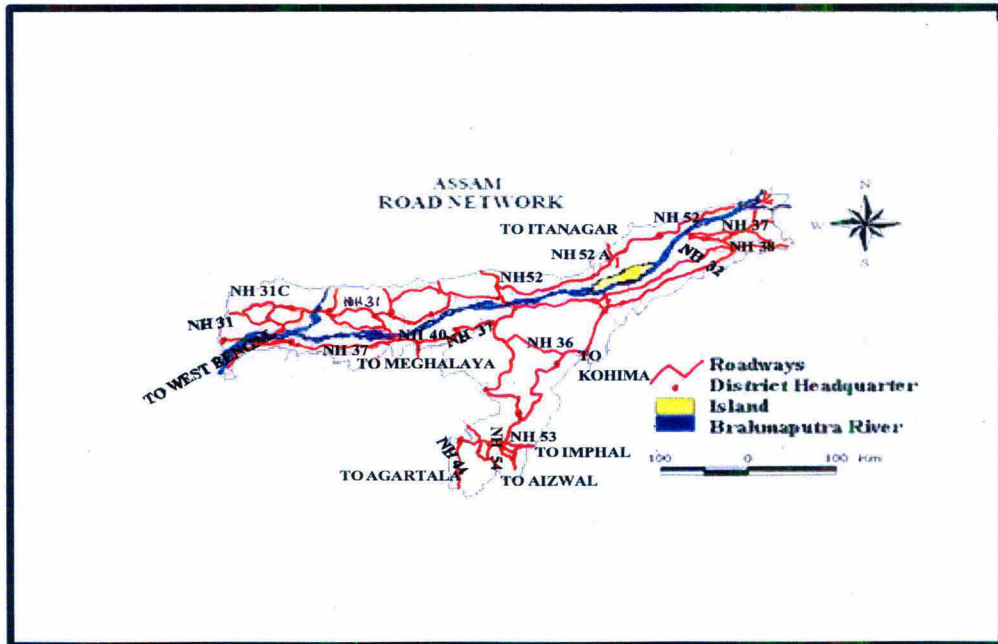 ASSAM
ROAD NETWORK
N
W
S
TO ITANAGAR
NH 52
NH 37
NH 38
NH 52 A
NH 32
NH52
NH 31C
NH 31
NH 31
NH 40
NH 37
NH 37
TO MEGHALAYA
TO WEST BENGAL
NH 36
TO
KOHIMA
Roadways
District Headquarter
Island
Brahmaputra River
NH 53
TO IMPHAL
NH 54
NH 44
TO AGARTALA
TO AIZWAL
100 0 100 Km